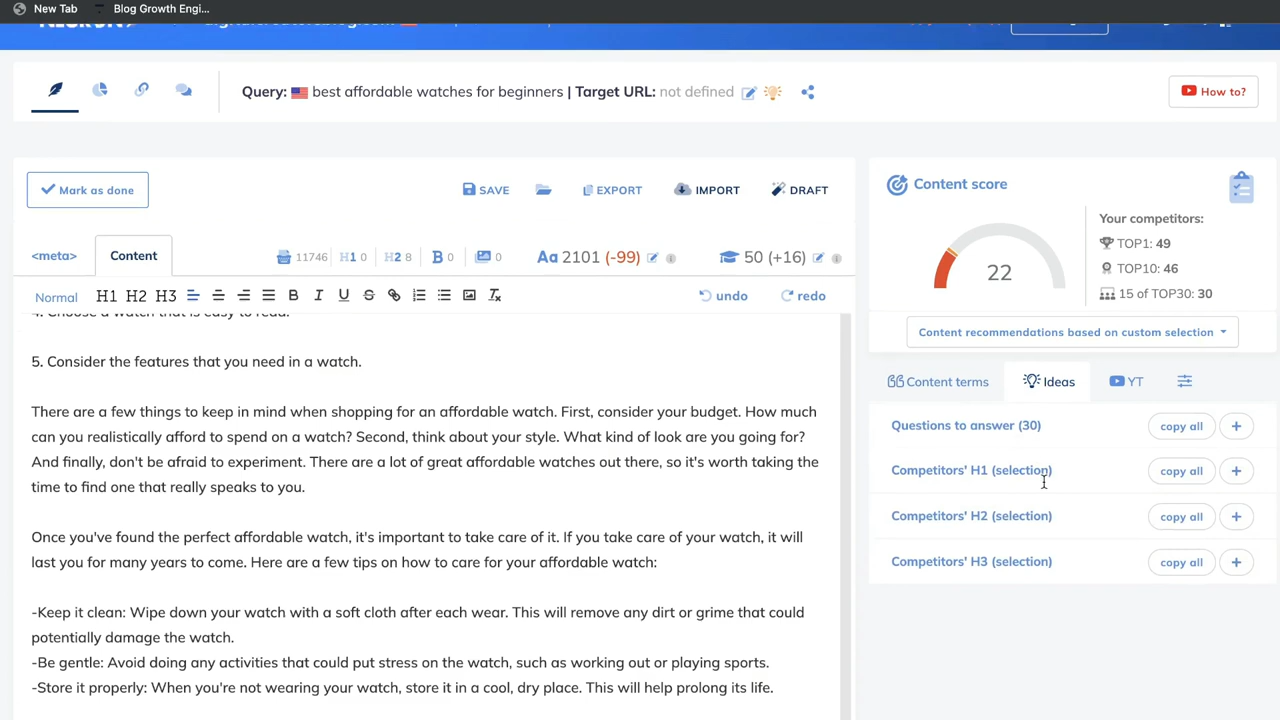 New Tab
Blog Growth Engi...
Query: best affordable watches for beginners | Target URL: not defined
How to?
Mark as done
SAVE
EXPORT
IMPORT
DRAFT
<meta>
Content
11746
H1 0
H2 8
B 0
0
Aa 2101 (-99)
50 (+16)
Normal
H1 H2 H3
B I U S
undo
redo
4. Choose a watch that is easy to read.
5. Consider the features that you need in a watch.
There are a few things to keep in mind when shopping for an affordable watch. First, consider your budget. How much
can you realistically afford to spend on a watch? Second, think about your style. What kind of look are you going for?
And finally, don't be afraid to experiment. There are a lot of great affordable watches out there, so it's worth taking the
time to find one that really speaks to you.
Once you've found the perfect affordable watch, it's important to take care of it. If you take care of your watch, it will
last you for many years to come. Here are a few tips on how to care for your affordable watch:
-Keep it clean: Wipe down your watch with a soft cloth after each wear. This will remove any dirt or grime that could
potentially damage the watch.
-Be gentle: Avoid doing any activities that could put stress on the watch, such as working out or playing sports.
-Store it properly: When you're not wearing your watch, store it in a cool, dry place. This will help prolong its life.
Content score
22
Your competitors:
TOP1: 49
TOP10: 46
15 of TOP30: 30
Content recommendations based on custom selection
Content terms
Ideas
YT
Questions to answer (30)
copy all
+
Competitors' H1 (selection)
copy all
+
Competitors' H2 (selection)
copy all
+
Competitors' H3 (selection)
copy all
+